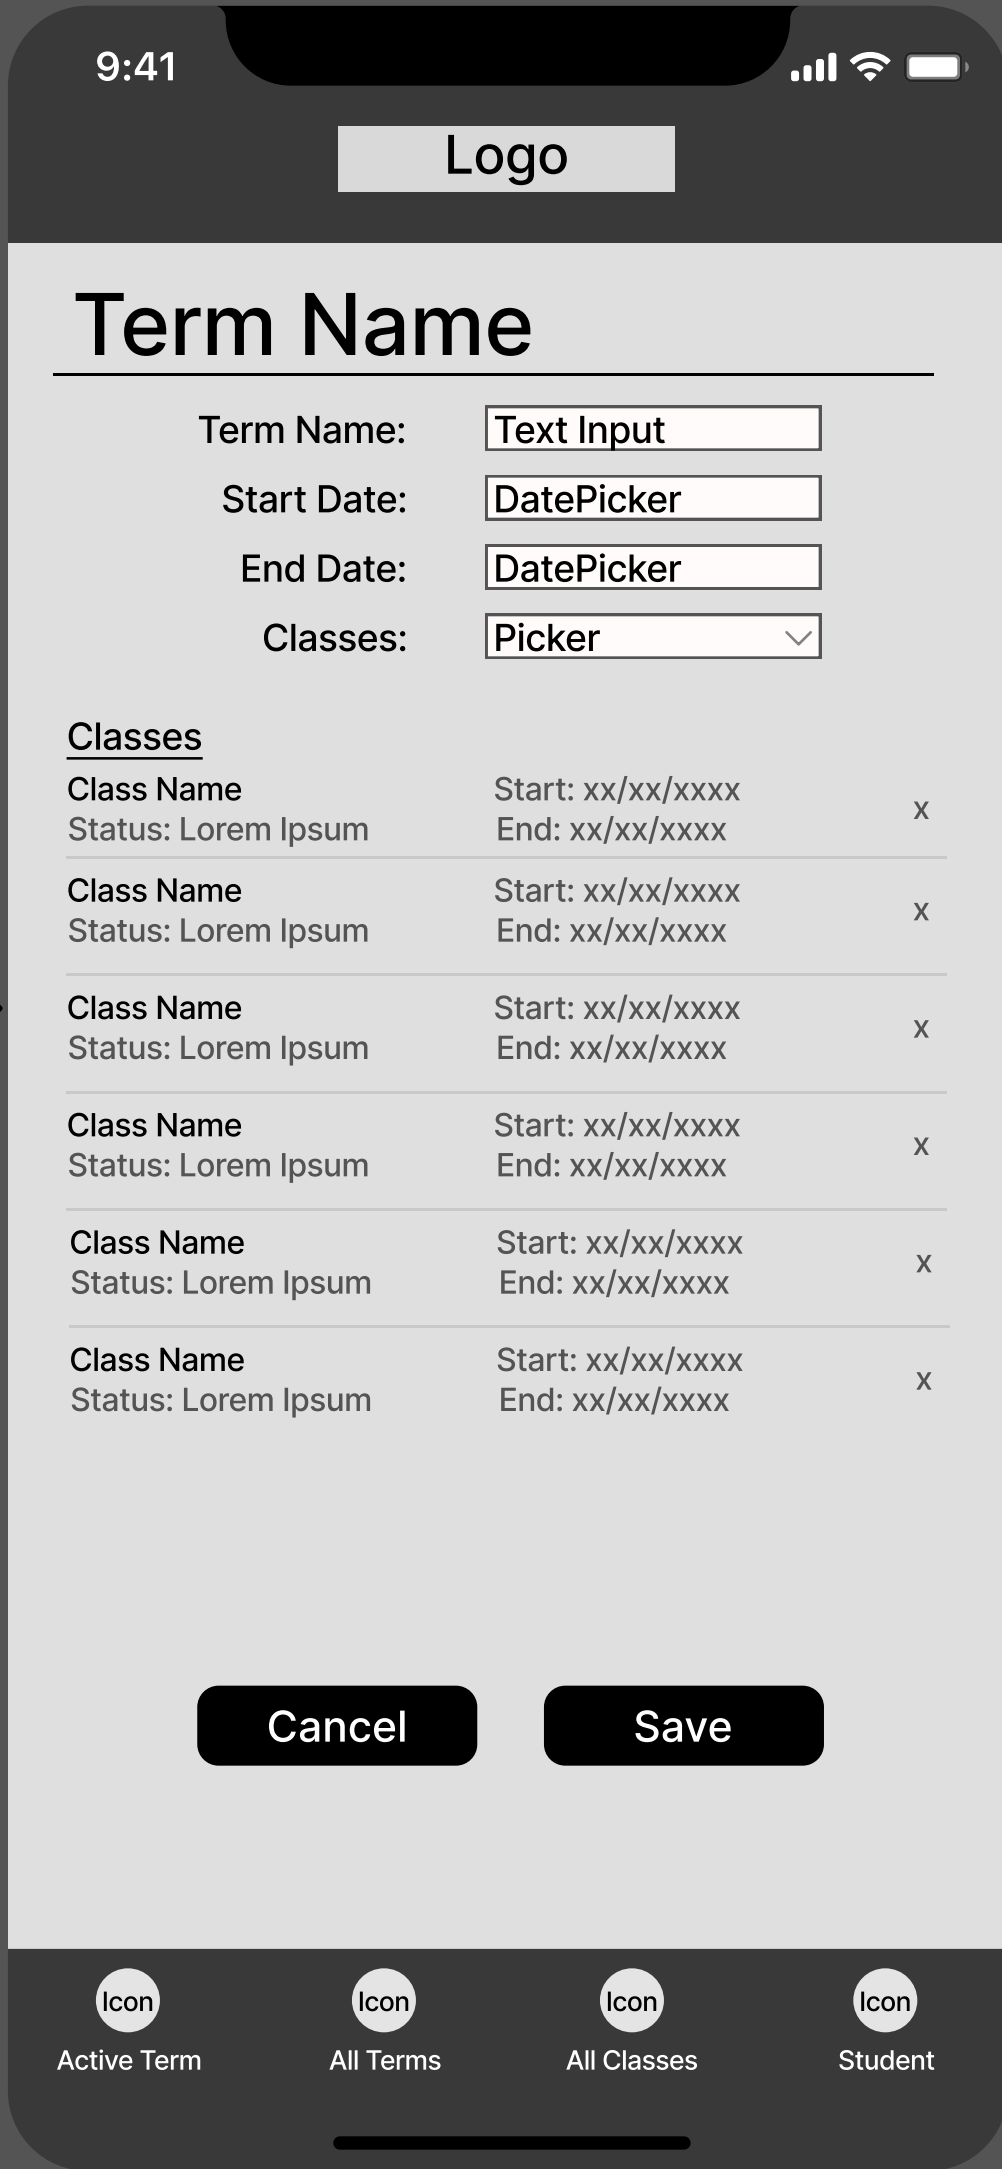 9:41
Logo
Term Name
Term Name: Text Input
Start Date: DatePicker
End Date: DatePicker
Classes: Picker
Classes
Class Name Start: xx/xx/xxxx
x
Status: Lorem Ipsum End: xx/xx/xxxx
Class Name Start: xx/xx/xxxx
x
Status: Lorem Ipsum End: xx/xx/xxxx
Class Name Start: xx/xx/xxxx
x
Status: Lorem Ipsum End: xx/xx/xxxx
Class Name Start: xx/xx/xxxx
x
Status: Lorem Ipsum End: xx/xx/xxxx
Class Name Start: xx/xx/xxxx
x
Status: Lorem Ipsum End: xx/xx/xxxx
Class Name Start: xx/xx/xxxx
x
Status: Lorem Ipsum End: xx/xx/xxxx
Cancel Save
Icon Icon Icon Icon
Active Term All Terms All Classes Student